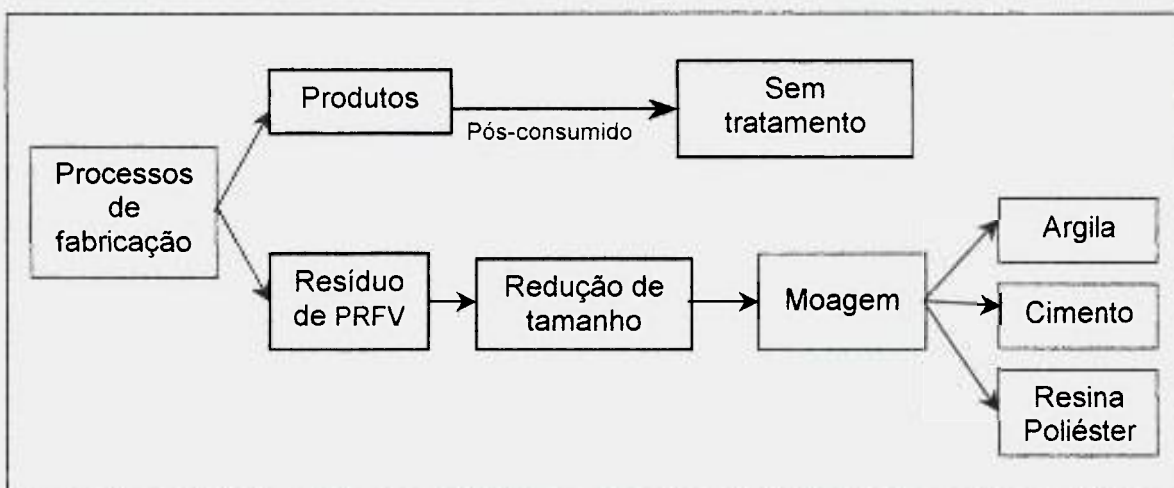 Processos
de
fabricação
Produtos
Pós-consumido
Sem
tratamento
Resíduo
de PRFV
Redução de
tamanho
Moagem
Argila
Cimento
Resina
Poliéster